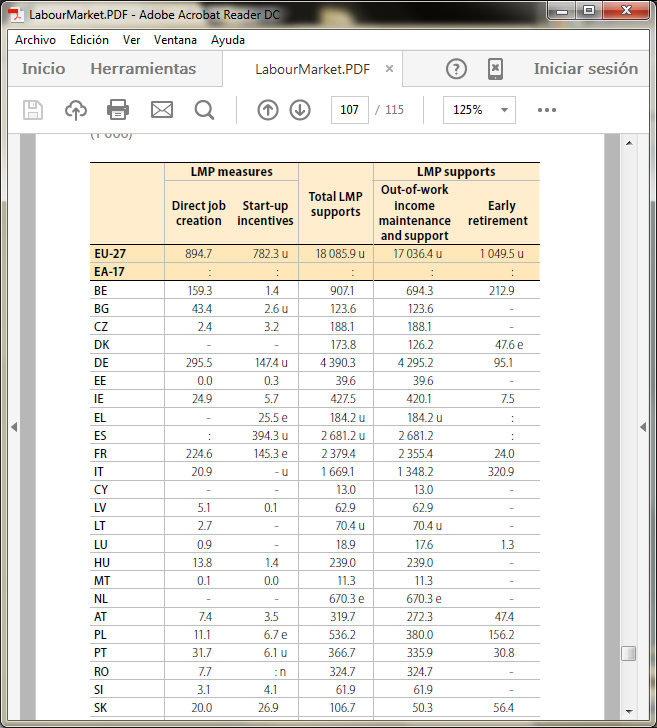 LabourMarket.PDF - Adobe Acrobat Reader DC
Archivo Edición Ver Ventana Ayuda
Inicio Herramientas LabourMarket.PDF × ? Iniciar sesión
107 / 115 125%
(1 000)
LMP measures LMP supports
Direct job creation Start-up incentives Total LMP supports Out-of-work income maintenance and support Early retirement
EU-27 894.7 782.3 u 18 085.9 u 17 036.4 u 1 049.5 u
EA-17 : : : : :
BE 159.3 1.4 907.1 694.3 212.9
BG 43.4 2.6 u 123.6 123.6 -
CZ 2.4 3.2 188.1 188.1 -
DK - - 173.8 126.2 47.6 e
DE 295.5 147.4 u 4 390.3 4 295.2 95.1
EE 0.0 0.3 39.6 39.6 -
IE 24.9 5.7 427.5 420.1 7.5
EL - 25.5 e 184.2 u 184.2 u :
ES : 394.3 u 2 681.2 u 2 681.2 :
FR 224.6 145.3 e 2 379.4 2 355.4 24.0
IT 20.9 - u 1 669.1 1 348.2 320.9
CY - - 13.0 13.0 -
LV 5.1 0.1 62.9 62.9 -
LT 2.7 - 70.4 u 70.4 u -
LU 0.9 - 18.9 17.6 1.3
HU 13.8 1.4 239.0 239.0 -
MT 0.1 0.0 11.3 11.3 -
NL - - 670.3 e 670.3 e -
AT 7.4 3.5 319.7 272.3 47.4
PL 11.1 6.7 e 536.2 380.0 156.2
PT 31.7 6.1 u 366.7 335.9 30.8
RO 7.7 : n 324.7 324.7 -
SI 3.1 4.1 61.9 61.9 -
SK 20.0 26.9 106.7 50.3 56.4